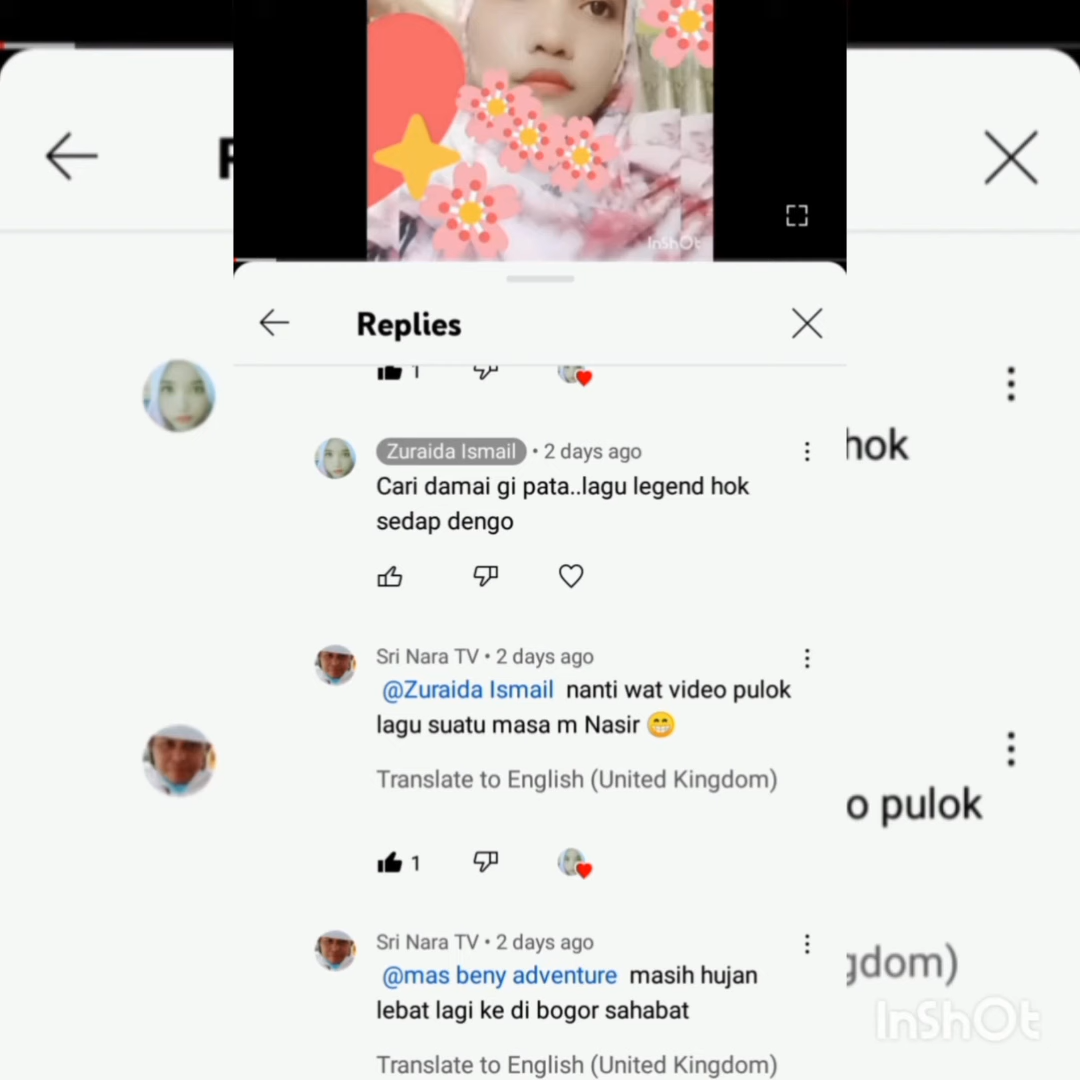 InShOt
Replies
1
Zuraida Ismail • 2 days ago
Cari damai gi pata..lagu legend hok
sedap dengo
Sri Nara TV • 2 days ago
@Zuraida Ismail nanti wat video pulok
lagu suatu masa m Nasir 😁
Translate to English (United Kingdom)
1
Sri Nara TV • 2 days ago
@mas beny adventure masih hujan
lebat lagi ke di bogor sahabat
Translate to English (United Kingdom)
hok
o pulok
gdom)
InShOt